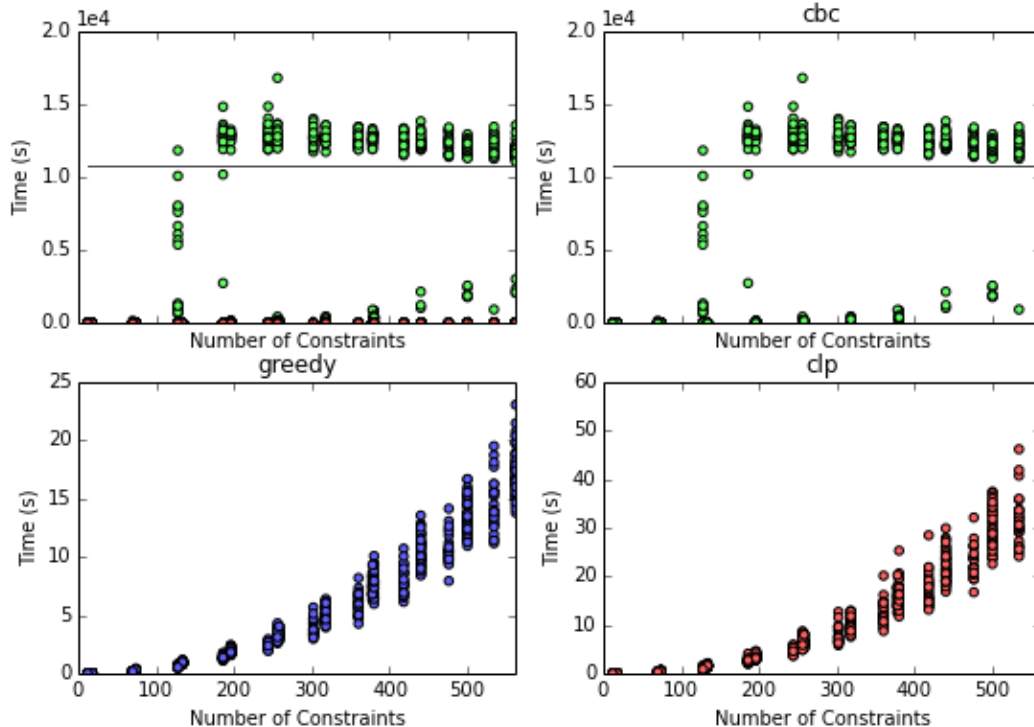 1e4
2.0
1.5
1.0
0.5
0.0
Time (s)
Number of Constraints
cbc
1e4
2.0
1.5
1.0
0.5
0.0
Time (s)
Number of Constraints
greedy
25
20
15
10
5
0
Time (s)
0 100 200 300 400 500
Number of Constraints
clp
60
50
40
30
20
10
0
Time (s)
0 100 200 300 400 500
Number of Constraints